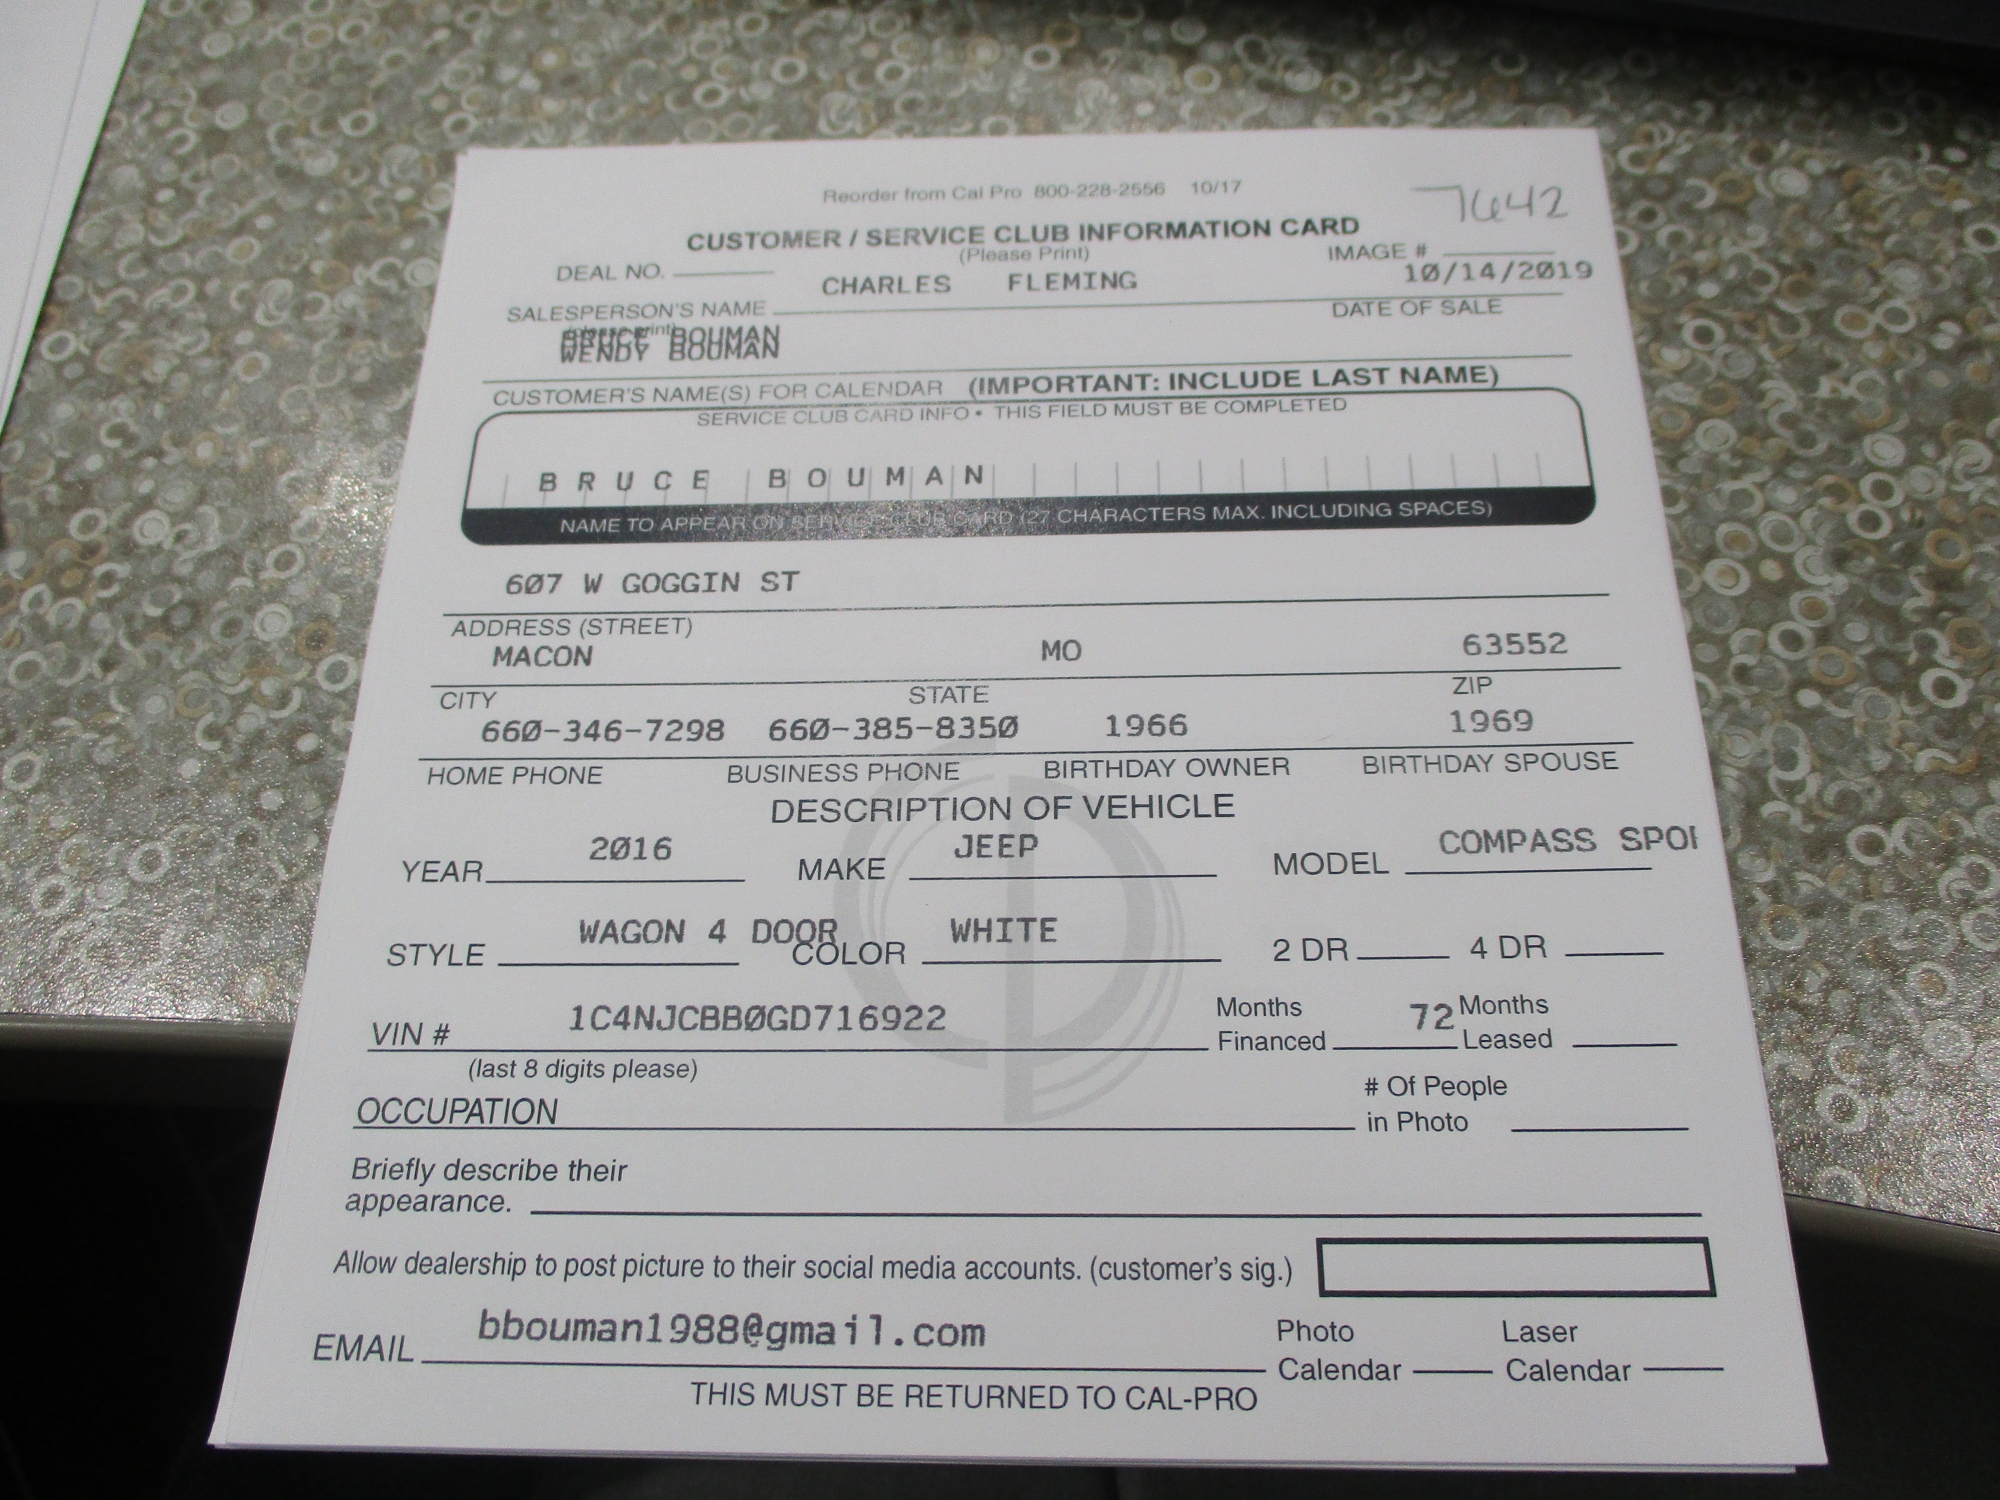 Reorder from Cal Pro 800-228-2556 10/17
7642
CUSTOMER / SERVICE CLUB INFORMATION CARD
(Please Print)
IMAGE #
DEAL NO.
CHARLES FLEMING
10/14/2019
SALESPERSON'S NAME
DATE OF SALE
(please print)
BRUCE BOUMAN
WENDY BOUMAN
CUSTOMER'S NAME(S) FOR CALENDAR (IMPORTANT: INCLUDE LAST NAME)
SERVICE CLUB CARD INFO • THIS FIELD MUST BE COMPLETED
BRUCE BOUMAN
NAME TO APPEAR ON SERVICE CLUB CARD (27 CHARACTERS MAX. INCLUDING SPACES)
607 W GOGGIN ST
ADDRESS (STREET)
MACON MO 63552
CITY STATE ZIP
660-346-7298 660-385-8350 1966 1969
HOME PHONE BUSINESS PHONE BIRTHDAY OWNER BIRTHDAY SPOUSE
DESCRIPTION OF VEHICLE
YEAR 2016 MAKE JEEP MODEL COMPASS SPOR
STYLE WAGON 4 DOOR COLOR WHITE 2 DR 4 DR
VIN # 1C4NJCBB0GD716922 Months Financed 72 Months Leased
(last 8 digits please)
OCCUPATION # Of People in Photo
Briefly describe their
appearance.
Allow dealership to post picture to their social media accounts. (customer's sig.)
EMAIL bbouman1988@gmail.com Photo Calendar Laser Calendar
THIS MUST BE RETURNED TO CAL-PRO